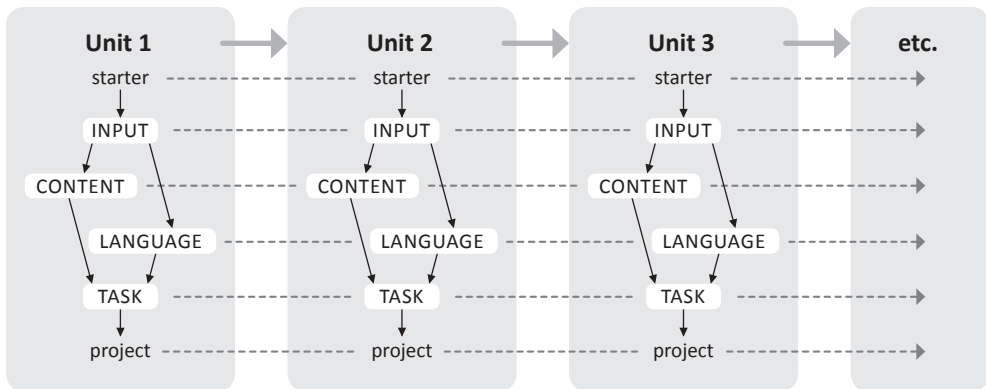 Unit 1 Unit 2 Unit 3 etc.
starter starter starter
INPUT INPUT INPUT
CONTENT CONTENT CONTENT
LANGUAGE LANGUAGE LANGUAGE
TASK TASK TASK
project project project